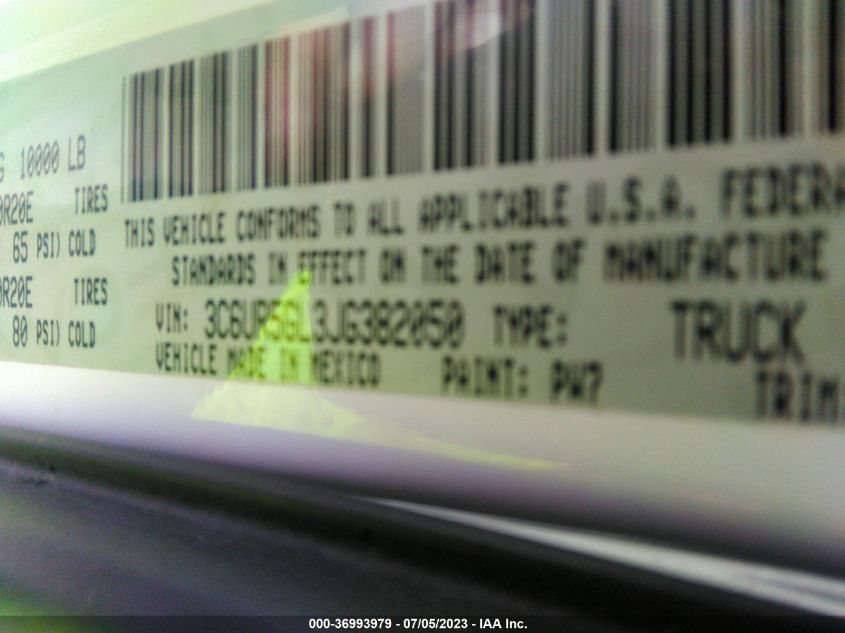 G 10000 LB
0R20E TIRES
65 PSI) COLD
0R20E TIRES
80 PSI) COLD
THIS VEHICLE CONFORMS TO ALL APPLICABLE U.S.A. FEDERA
STANDARDS IN EFFECT ON THE DATE OF MANUFACTURE
VIN: 3C6UR5GL3JG382050 TYPE: TRUCK
VEHICLE MADE IN MEXICO PAINT: PW7 TRIM:
000-36993979 - 07/05/2023 - IAA Inc.